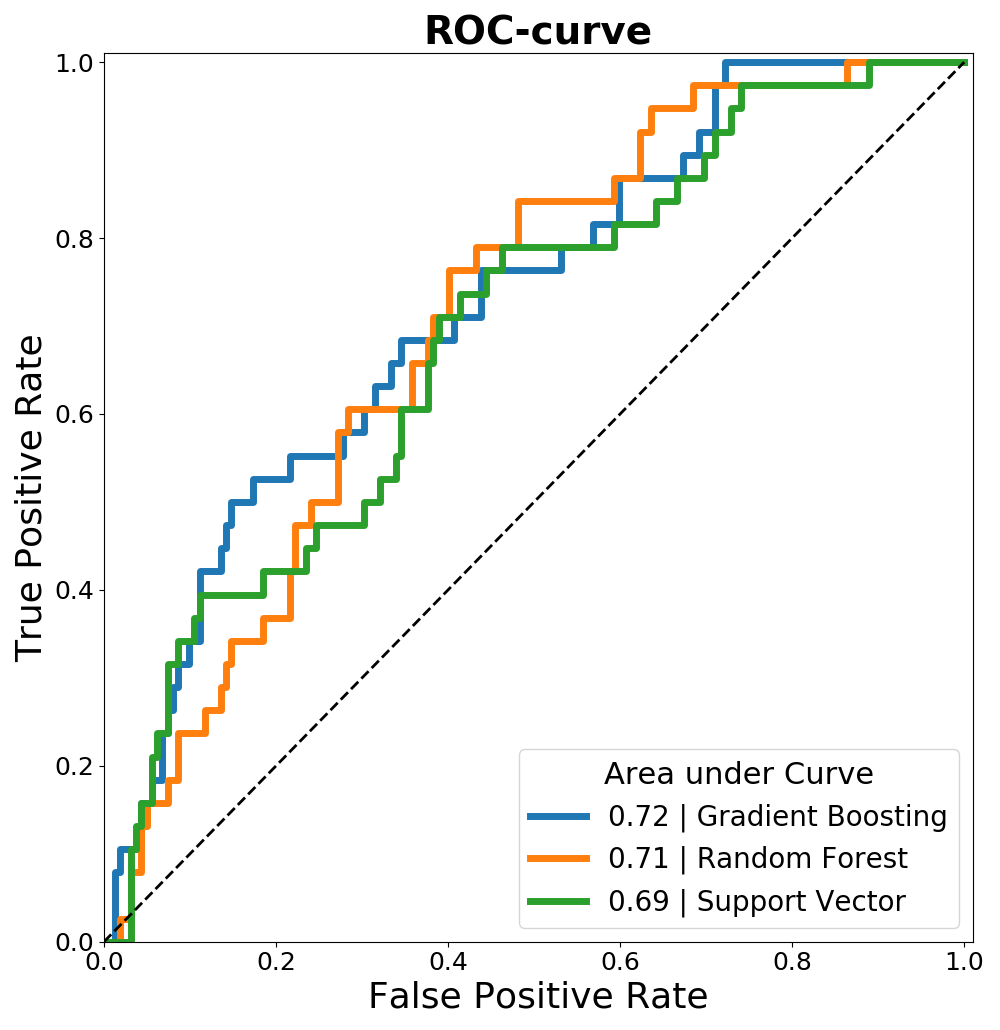 ROC-curve
True Positive Rate
1.0
0.8
0.6
0.4
0.2
0.0
0.0 0.2 0.4 0.6 0.8 1.0
False Positive Rate
Area under Curve
0.72 | Gradient Boosting
0.71 | Random Forest
0.69 | Support Vector